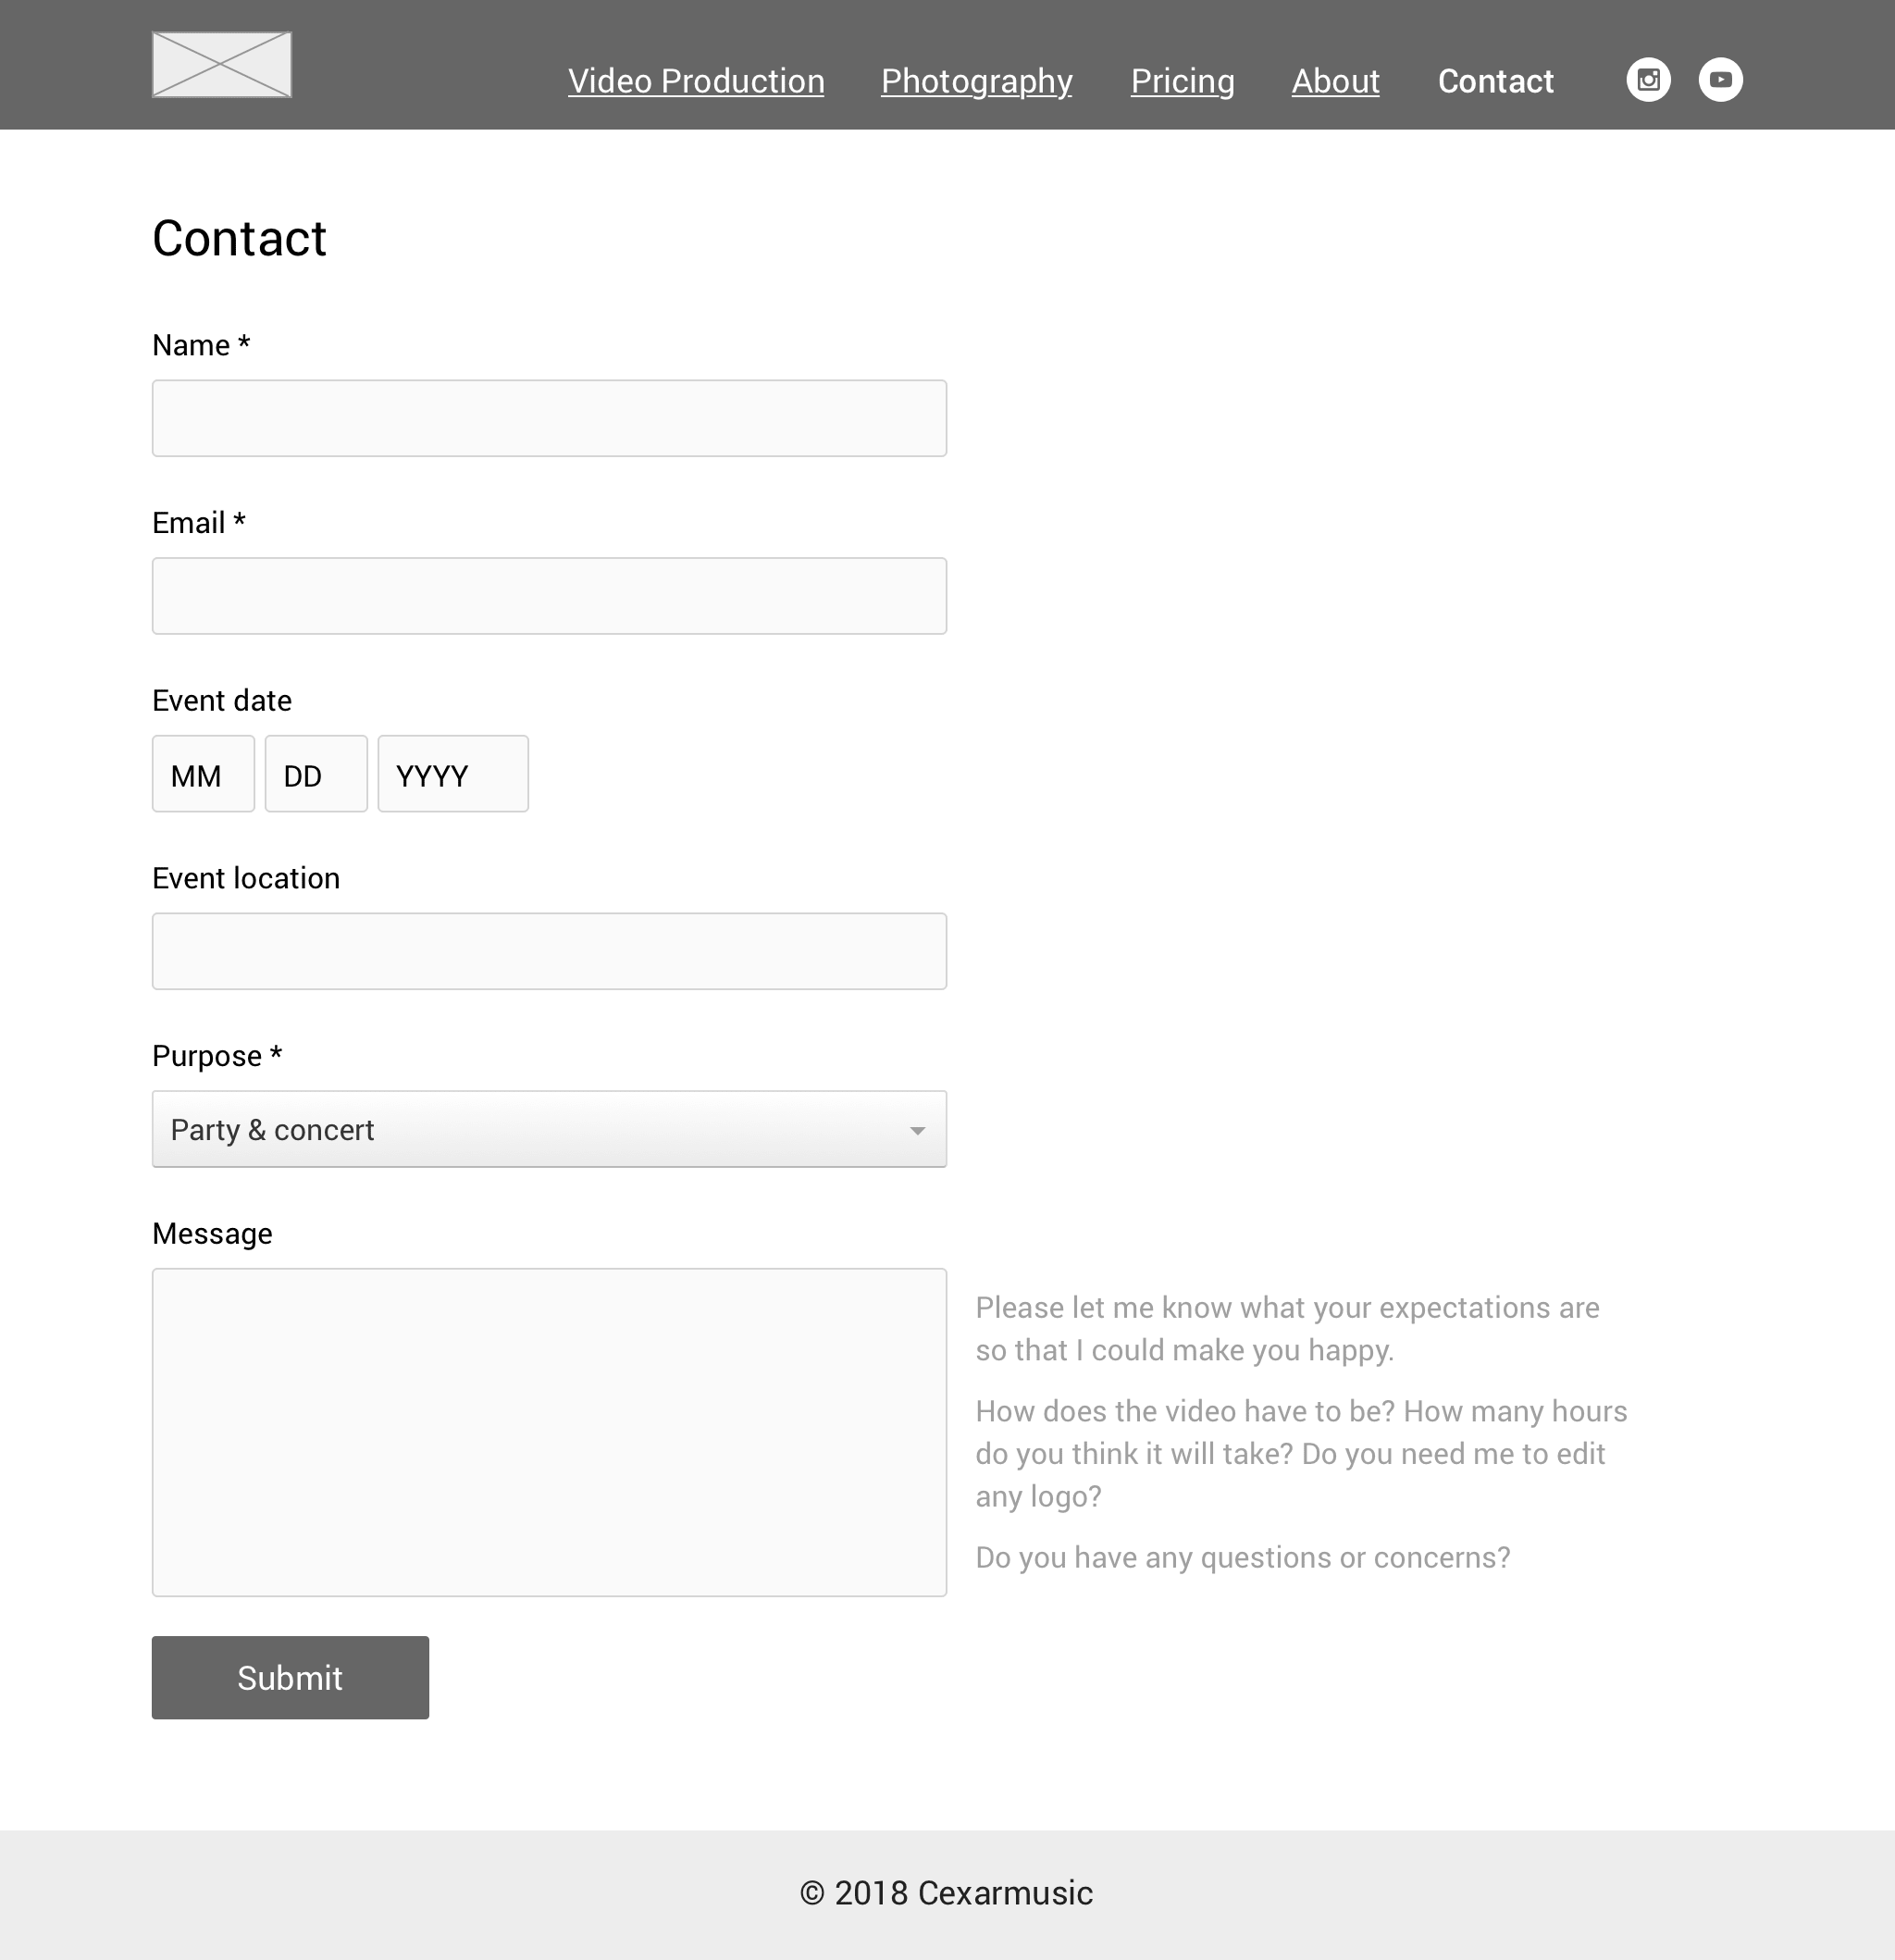 Video Production Photography Pricing About Contact
Contact
Name *
Email *
Event date
MM DD YYYY
Event location
Purpose *
Party & concert
Message
Please let me know what your expectations are
so that I could make you happy.
How does the video have to be? How many hours
do you think it will take? Do you need me to edit
any logo?
Do you have any questions or concerns?
Submit
© 2018 Cexarmusic